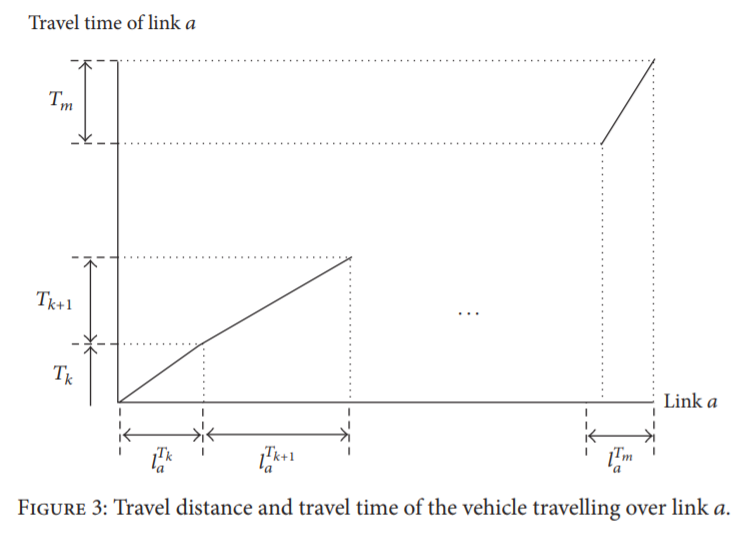 Travel time of link a
T_m
T_{k+1}
...
T_k
Link a
l_a^{T_k}
l_a^{T_{k+1}}
l_a^{T_m}
FIGURE 3: Travel distance and travel time of the vehicle travelling over link a.